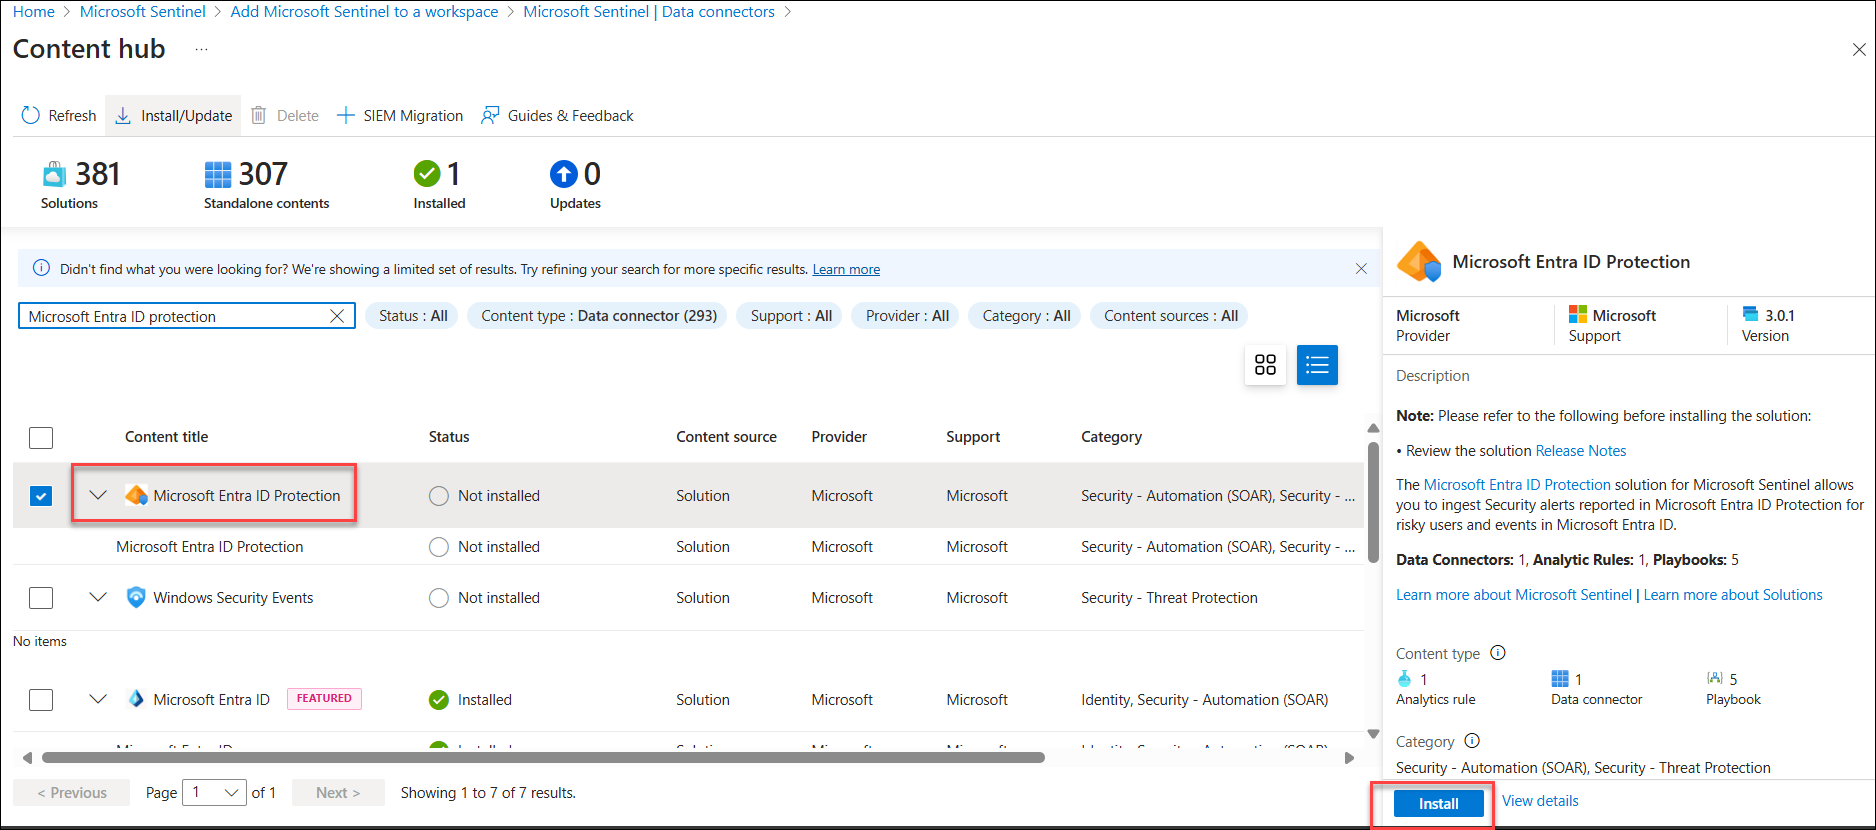 Home > Microsoft Sentinel > Add Microsoft Sentinel to a workspace > Microsoft Sentinel | Data connectors >
Content hub ...
Refresh Install/Update Delete SIEM Migration Guides & Feedback
381 307 1 0
Solutions Standalone contents Installed Updates
Didn't find what you were looking for? We're showing a limited set of results. Try refining your search for more specific results. Learn more
Microsoft Entra ID protection Status : All Content type : Data connector (293) Support : All Provider : All Category : All Content sources : All
Content title Status Content source Provider Support Category
Microsoft Entra ID Protection Not installed Solution Microsoft Microsoft Security - Automation (SOAR), Security - ...
Microsoft Entra ID Protection Not installed Solution Microsoft Microsoft Security - Automation (SOAR), Security - ...
Windows Security Events Not installed Solution Microsoft Microsoft Security - Threat Protection
No items
Microsoft Entra ID FEATURED Installed Solution Microsoft Microsoft Identity, Security - Automation (SOAR)
< Previous Page 1 of 1 Next > Showing 1 to 7 of 7 results.
Microsoft Entra ID Protection
Microsoft Microsoft 3.0.1
Provider Support Version
Description
Note: Please refer to the following before installing the solution:
• Review the solution Release Notes
The Microsoft Entra ID Protection solution for Microsoft Sentinel allows
you to ingest Security alerts reported in Microsoft Entra ID Protection for
risky users and events in Microsoft Entra ID.
Data Connectors: 1, Analytic Rules: 1, Playbooks: 5
Learn more about Microsoft Sentinel | Learn more about Solutions
Content type
1 1 5
Analytics rule Data connector Playbook
Category
Security - Automation (SOAR), Security - Threat Protection
Install View details